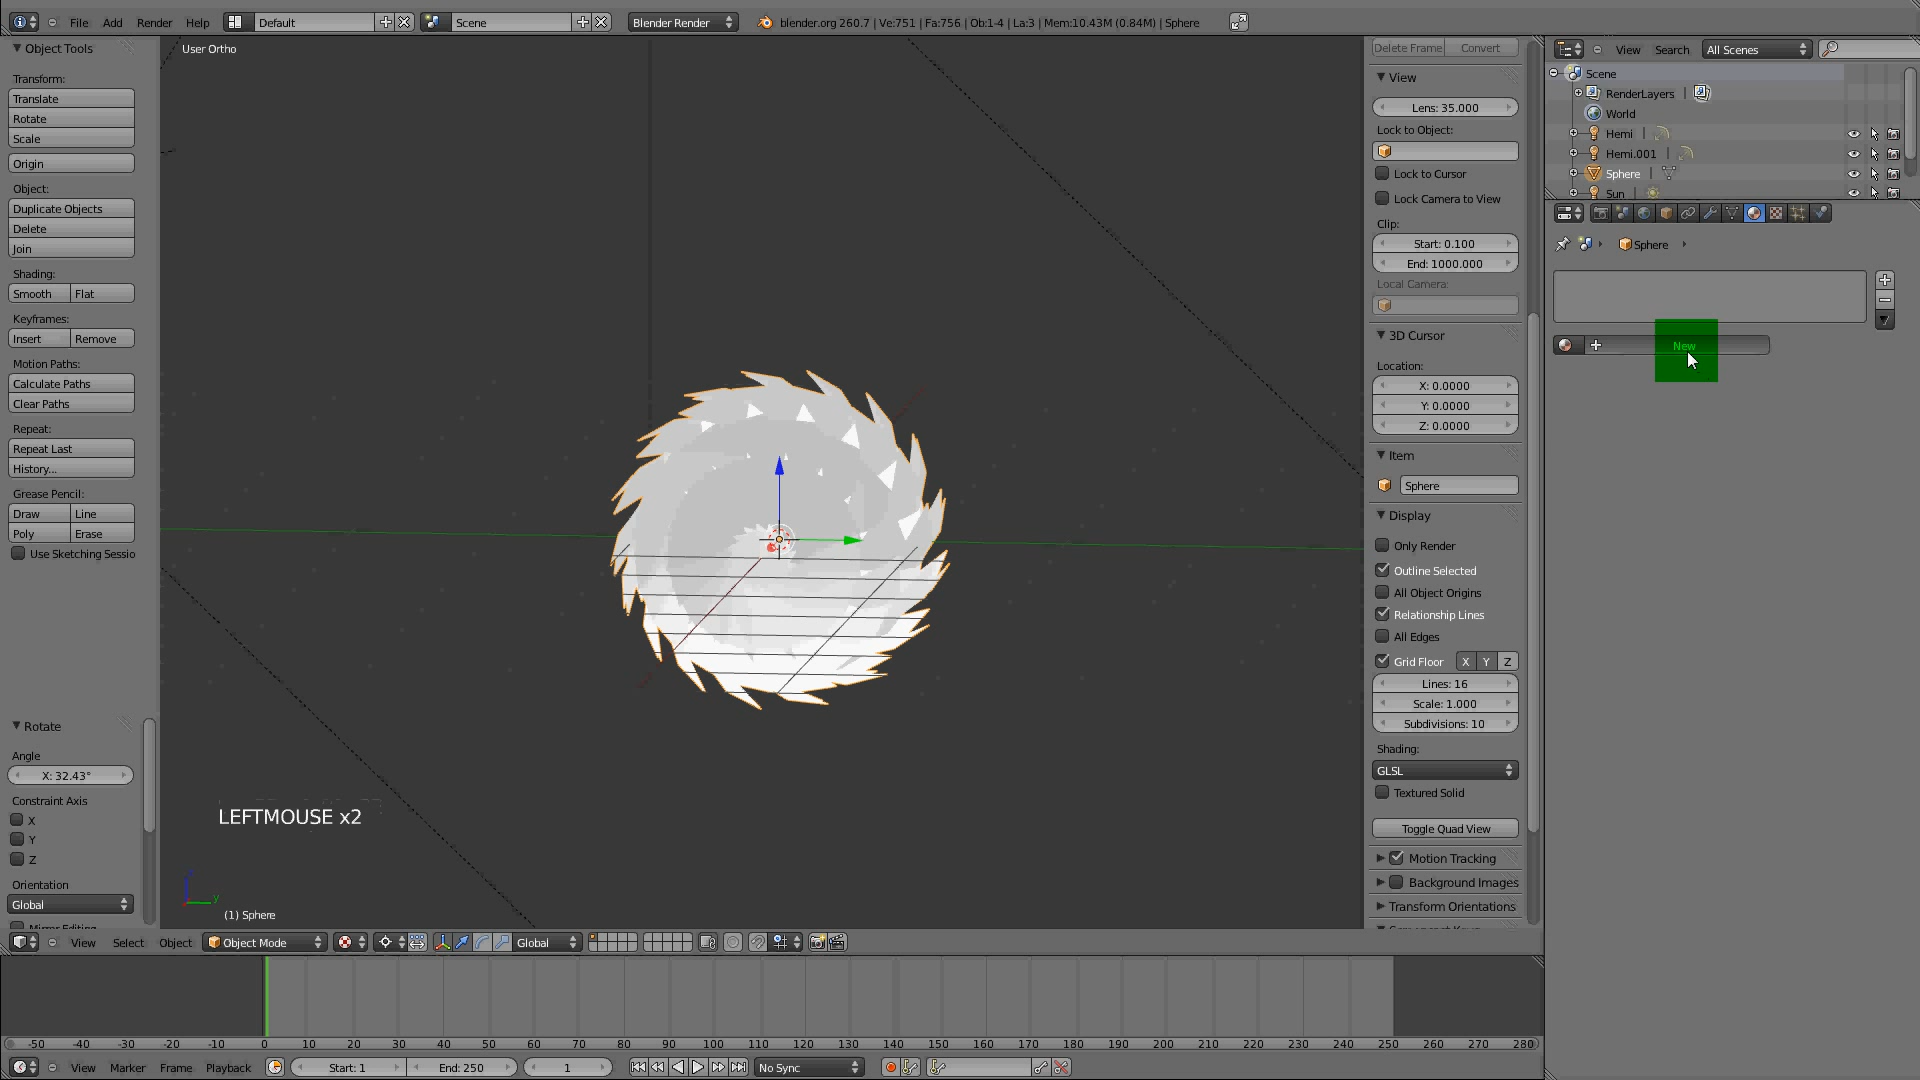 File Add Render Help Default Scene Blender Render blender.org 260.7 | Ve:751 | Fa:756 | Ob:1-4 | La:3 | Mem:10.43M (0.84M) | Sphere
Object Tools
Transform:
Translate
Rotate
Scale
Origin
Object:
Duplicate Objects
Delete
Join
Shading:
Smooth Flat
Keyframes:
Insert Remove
Motion Paths:
Calculate Paths
Clear Paths
Repeat:
Repeat Last
History...
Grease Pencil:
Draw Line
Poly Erase
Use Sketching Sessio
Rotate
Angle
X: 32.43°
Constraint Axis
X
Y
Z
Orientation
Global
User Ortho
LEFTMOUSE x2
y
(1) Sphere
Delete Frame Convert
View
Lens: 35.000
Lock to Object:
Lock to Cursor
Lock Camera to View
Clip:
Start: 0.100
End: 1000.000
Local Camera:
3D Cursor
Location:
X: 0.0000
Y: 0.0000
Z: 0.0000
Item
Sphere
Display
Only Render
Outline Selected
All Object Origins
Relationship Lines
All Edges
Grid Floor X Y Z
Lines: 16
Scale: 1.000
Subdivisions: 10
Shading:
GLSL
Textured Solid
Toggle Quad View
Motion Tracking
Background Images
Transform Orientations
View Search All Scenes
Scene
RenderLayers |
World
Hemi |
Hemi.001 |
Sphere |
Sun |
Sphere
New
View Select Object Object Mode Global
-50 -40 -30 -20 -10 0 10 20 30 40 50 60 70 80 90 100 110 120 130 140 150 160 170 180 190 200 210 220 230 240 250 260 270 280
View Marker Frame Playback Start: 1 End: 250 1 No Sync